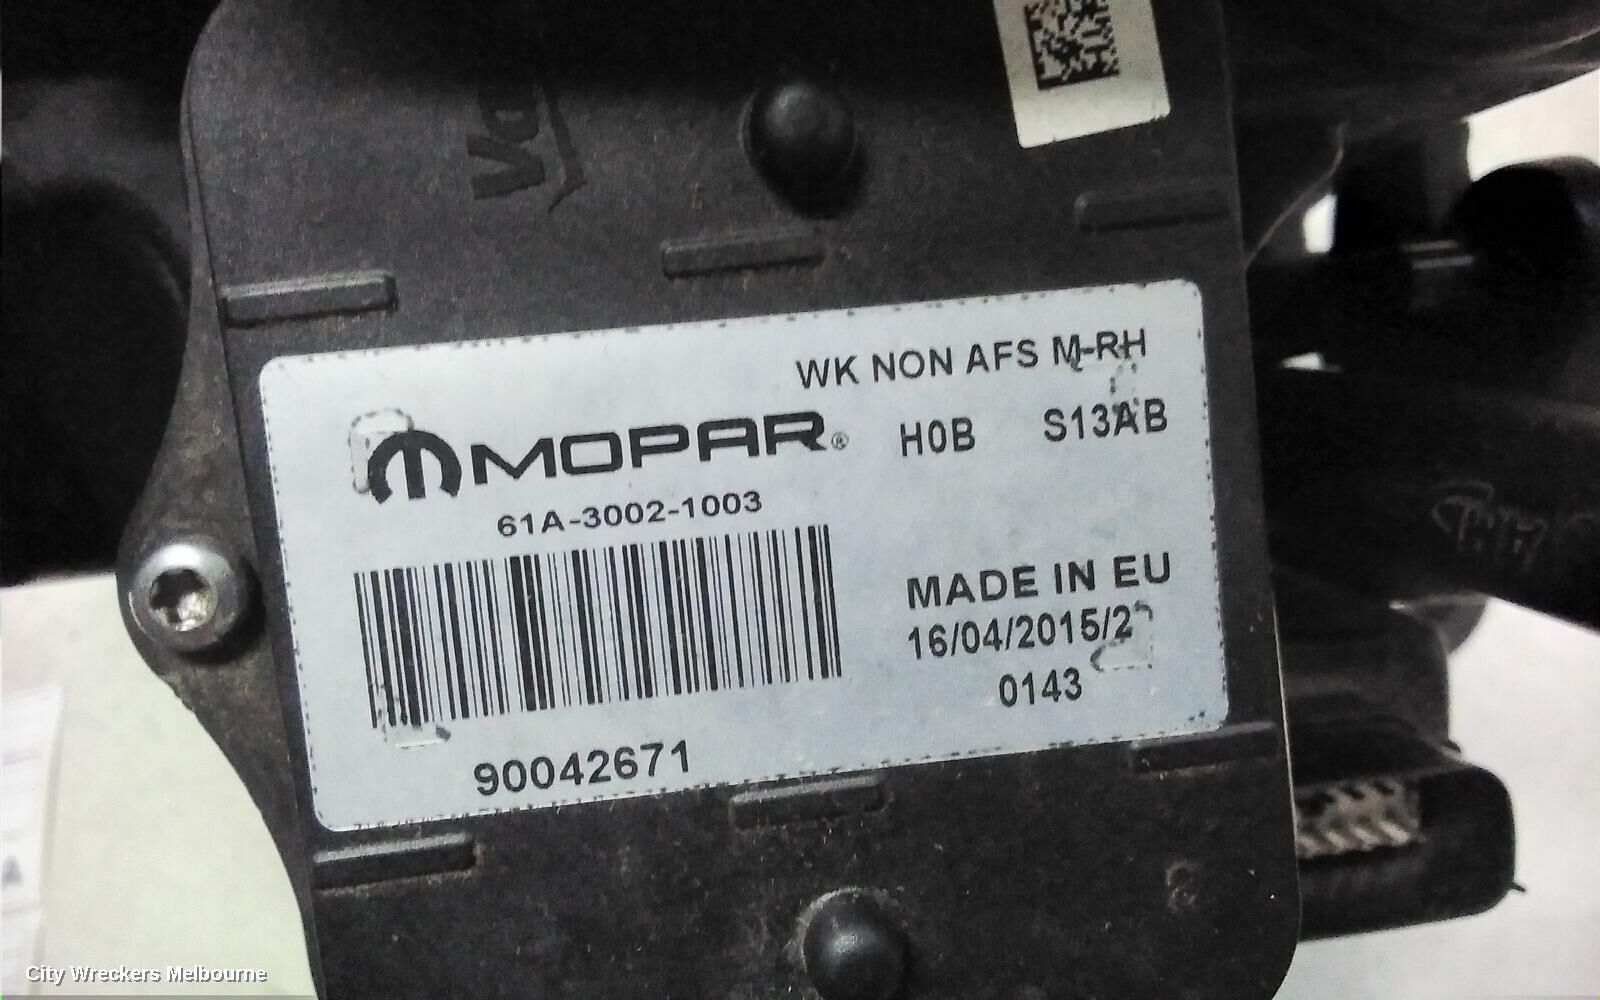 WK NON AFS M-RH
MOPAR® H0B S13AB
61A-3002-1003
MADE IN EU
16/04/2015/2
0143
90042671
City Wreckers Melbourne